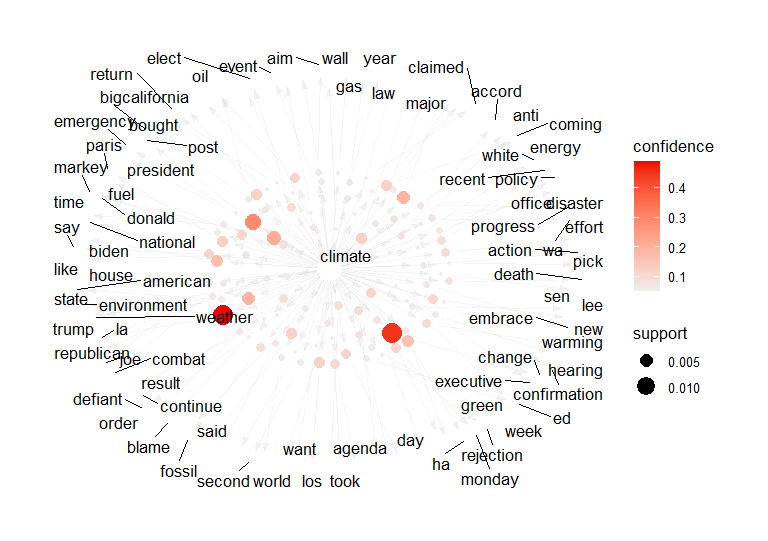 elect
event
aim
wall
year
return
oil
claimed
gas
law
major
accord
bigcalifornia
anti
emergency
bought
coming
paris
post
energy
white
markey
president
recent
policy
time
fuel
office
disaster
donald
say
national
progress
effort
biden
action
wa
pick
climate
like
house
american
death
state
environment
sen
lee
weather
embrace
new
trump
la
warming
republican
joe
combat
change
hearing
result
executive
confirmation
defiant
continue
green
ed
order
said
week
blame
want
agenda
day
rejection
fossil
ha
second
world
los
took
monday
confidence
0.4
0.3
0.2
0.1
support
0.005
0.010